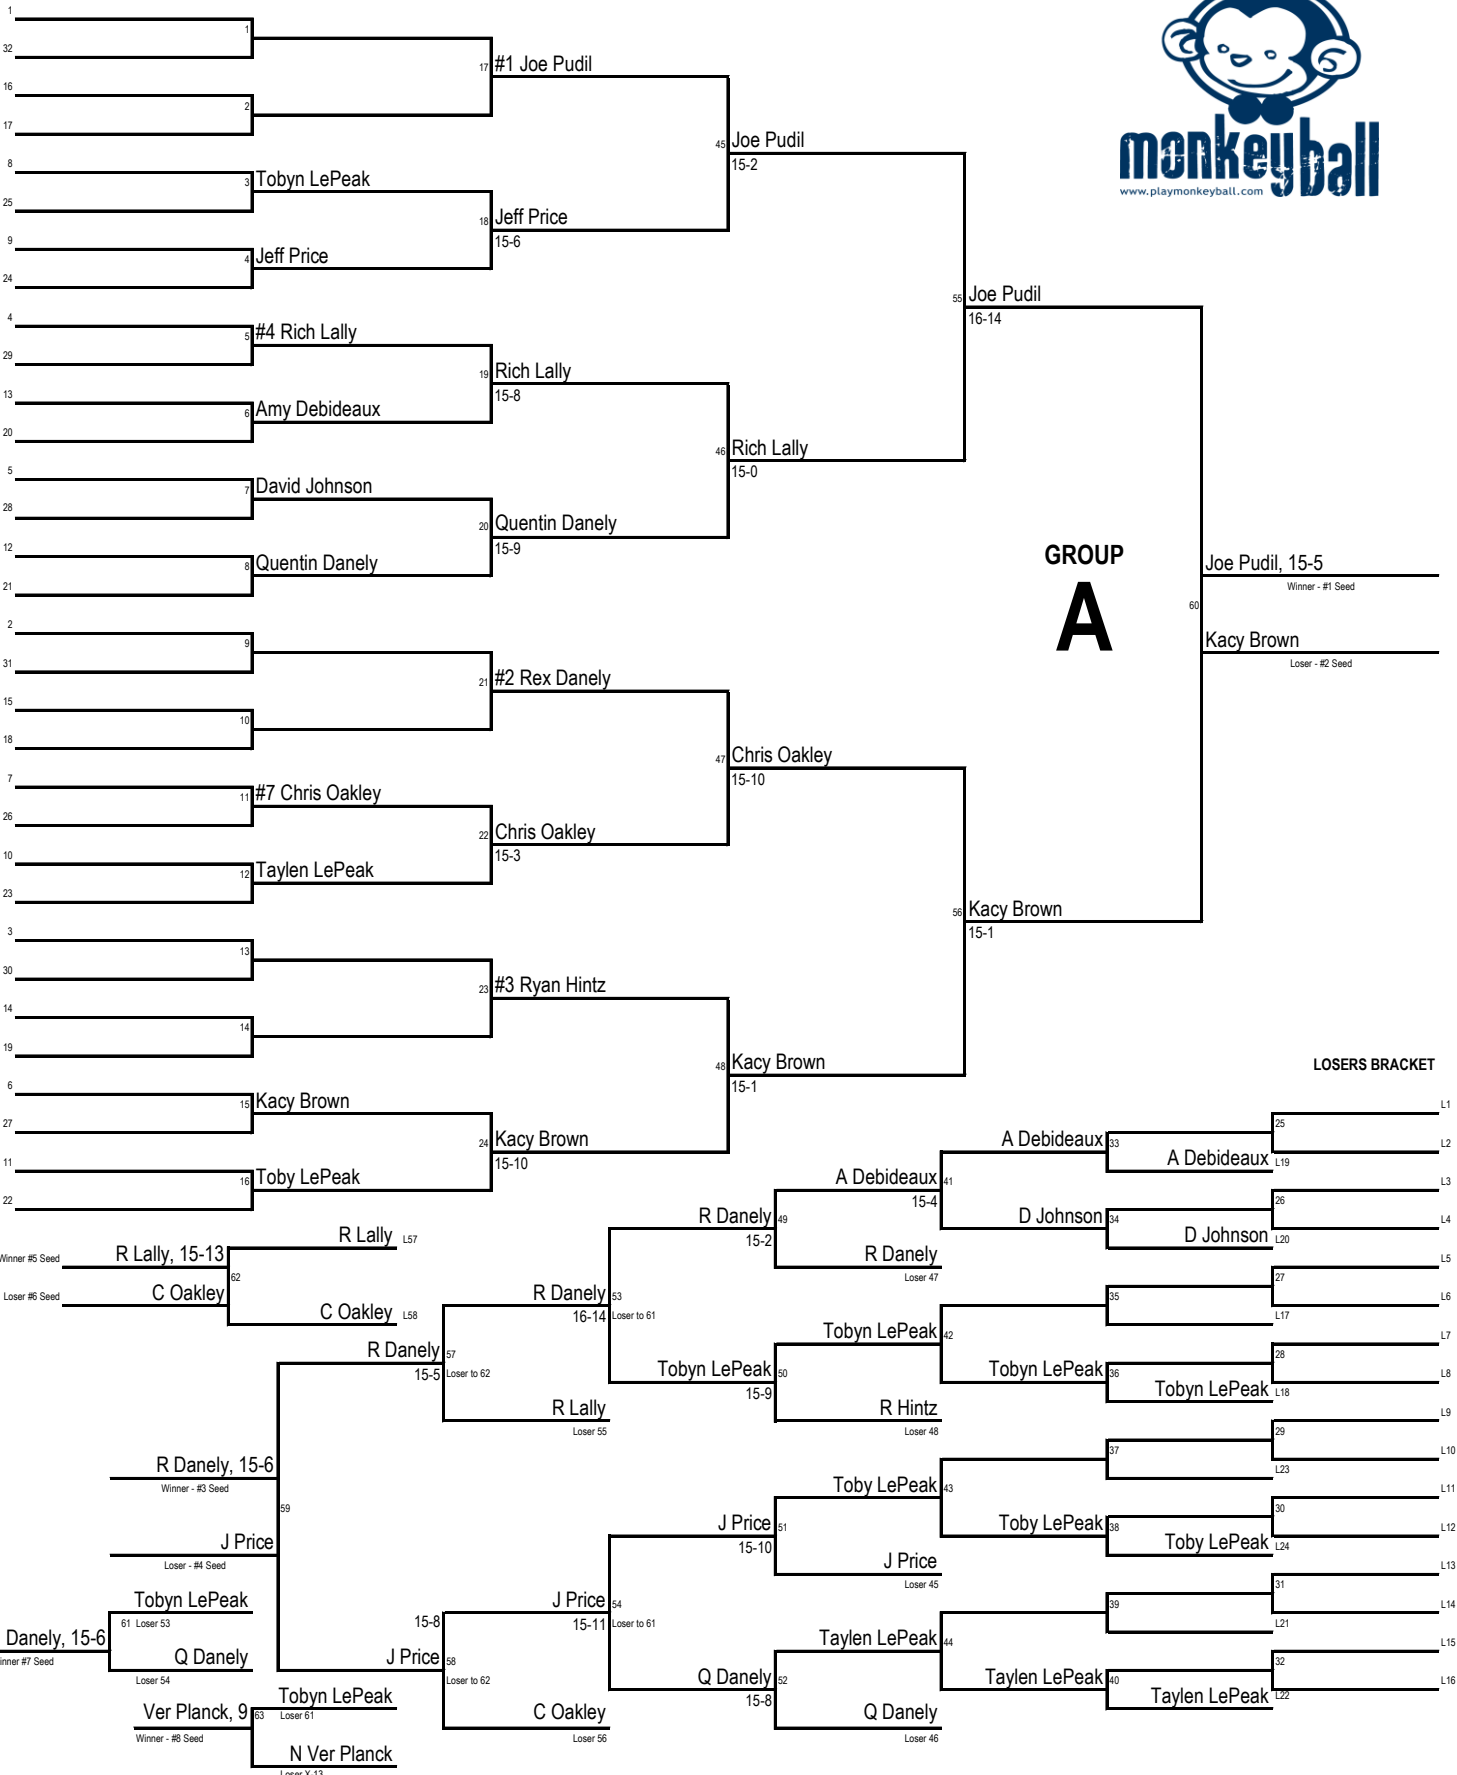 1
1
32
17 #1 Joe Pudil
16
2
17
45 Joe Pudil
15-2
8
3 Tobyn LePeak
25
18 Jeff Price
15-6
9
4 Jeff Price
24
55 Joe Pudil
16-14
4
5 #4 Rich Lally
29
19 Rich Lally
15-8
13
6 Amy Debideaux
20
46 Rich Lally
15-0
5
7 David Johnson
28
20 Quentin Danely
15-9
12
8 Quentin Danely
21
monkeyball
www.playmonkeyball.com
GROUP
A
Joe Pudil, 15-5
Winner - #1 Seed
60
Kacy Brown
Loser - #2 Seed
2
9
31
21 #2 Rex Danely
15
10
18
47 Chris Oakley
15-10
7
11 #7 Chris Oakley
26
22 Chris Oakley
15-3
10
12 Taylen LePeak
23
56 Kacy Brown
15-1
3
13
30
23 #3 Ryan Hintz
14
14
19
48 Kacy Brown
15-1
6
15 Kacy Brown
27
24 Kacy Brown
15-10
11
16 Toby LePeak
22
LOSERS BRACKET
L1
25
L2
A Debideaux 33
A Debideaux L19
A Debideaux 41
15-4
L3
26
L4
D Johnson 34
D Johnson L20
R Danely 49
15-2
R Danely
Loser 47
L5
27
L6
35
L17
R Danely 53
16-14 Loser to 61
Tobyn LePeak 42
L7
28
L8
Tobyn LePeak 36
Tobyn LePeak L18
Tobyn LePeak 50
15-9
R Hintz
Loser 48
R Lally L57
Winner #5 Seed R Lally, 15-13
62
Loser #6 Seed C Oakley
C Oakley L58
R Danely 57
15-5 Loser to 62
R Lally
Loser 55
L9
29
L10
37
L23
Toby LePeak 43
L11
30
L12
Toby LePeak 38
Toby LePeak L24
J Price 51
15-10
J Price
Loser 45
R Danely, 15-6
Winner - #3 Seed
59
J Price
Loser - #4 Seed
L13
31
L14
39
L21
J Price 54
15-11 Loser to 61
Taylen LePeak 44
L15
32
L16
Taylen LePeak 40
Taylen LePeak L22
Q Danely 52
15-8
Q Danely
Loser 46
15-8
J Price 58
Loser to 62
C Oakley
Loser 56
Tobyn LePeak
61 Loser 53
Danely, 15-6
inner #7 Seed
Q Danely
Loser 54
Tobyn LePeak
Loser 61
Ver Planck, 9 63
Winner - #8 Seed
N Ver Planck
Loser X-13